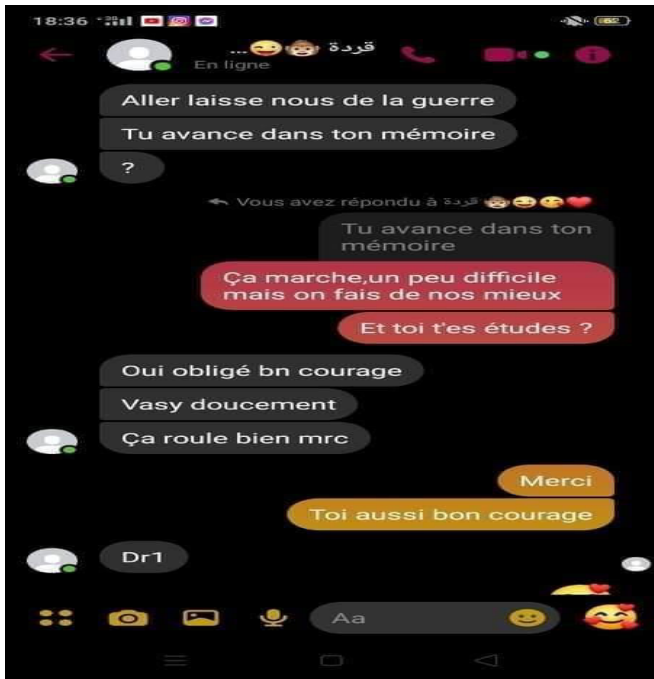 18:36
62
قردة 🐵😉...
En ligne
Aller laisse nous de la guerre
Tu avance dans ton mémoire
?
Vous avez répondu à قردة 🐵😉😘❤️
Tu avance dans ton
mémoire
Ça marche,un peu difficile
mais on fais de nos mieux
Et toi t'es études ?
Oui obligé bn courage
Vasy doucement
Ça roule bien mrc
Merci
Toi aussi bon courage
Dr1
Aa